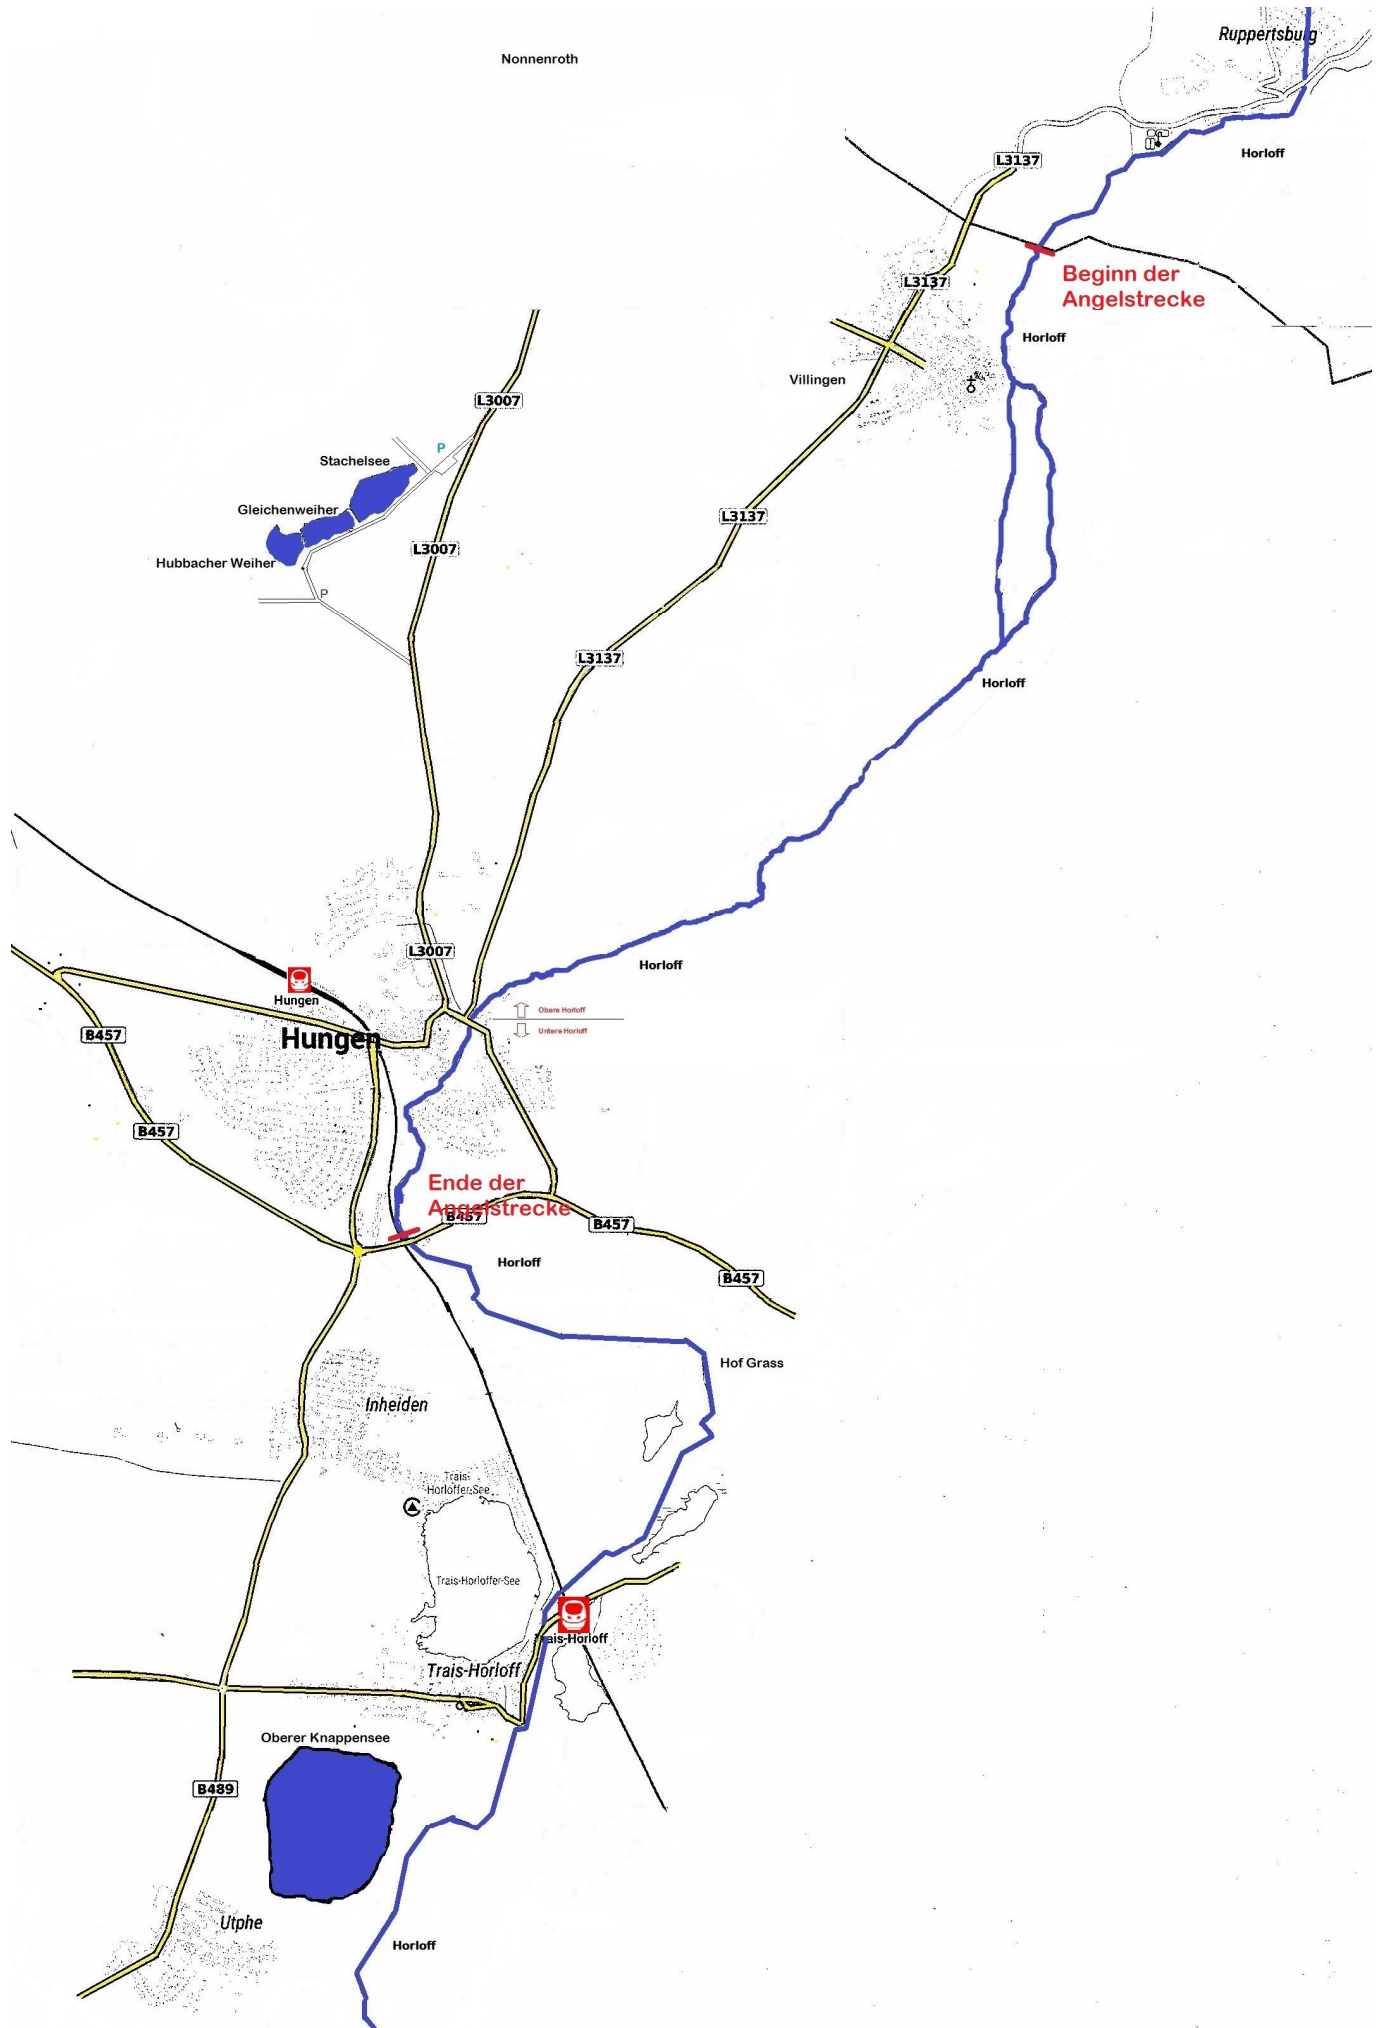 Ruppertsburg
Nonnenroth
Horloff
L3137
Beginn der
Angelstrecke
L3137
Horloff
Villingen
L3007
P
Stachelsee
Gleichenweiher
L3137
L3007
Hubbacher Weiher
P
L3137
Horloff
L3007
Horloff
Hungen
Obere Horloff
Untere Horloff
B457
Hungen
B457
Ende der
Angelstrecke
B457
B457
Horloff
B457
Hof Grass
Inheiden
Trais-
Horloffer-See
Trais-Horloffer-See
Trais-Horloff
Trais-Horloff
Oberer Knappensee
B489
Utphe
Horloff